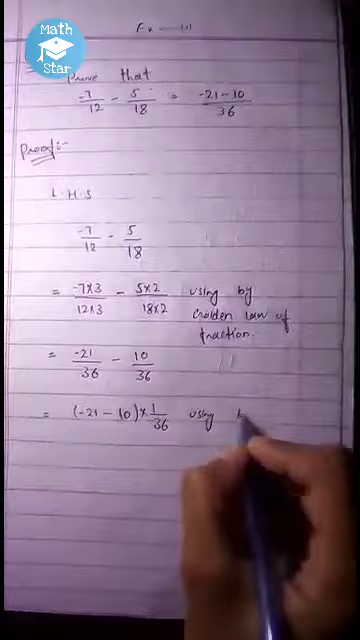 Math
Star
Ex
Prove that
-7/12 - 5/18 = -21-10/36
Proof:-
L.H.S
-7/12 - 5/18
= -7×3/12×3 - 5×2/18×2 using by
Golden law of
fraction.
= -21/36 - 10/36 11
= (-21-10)×1/36 using b